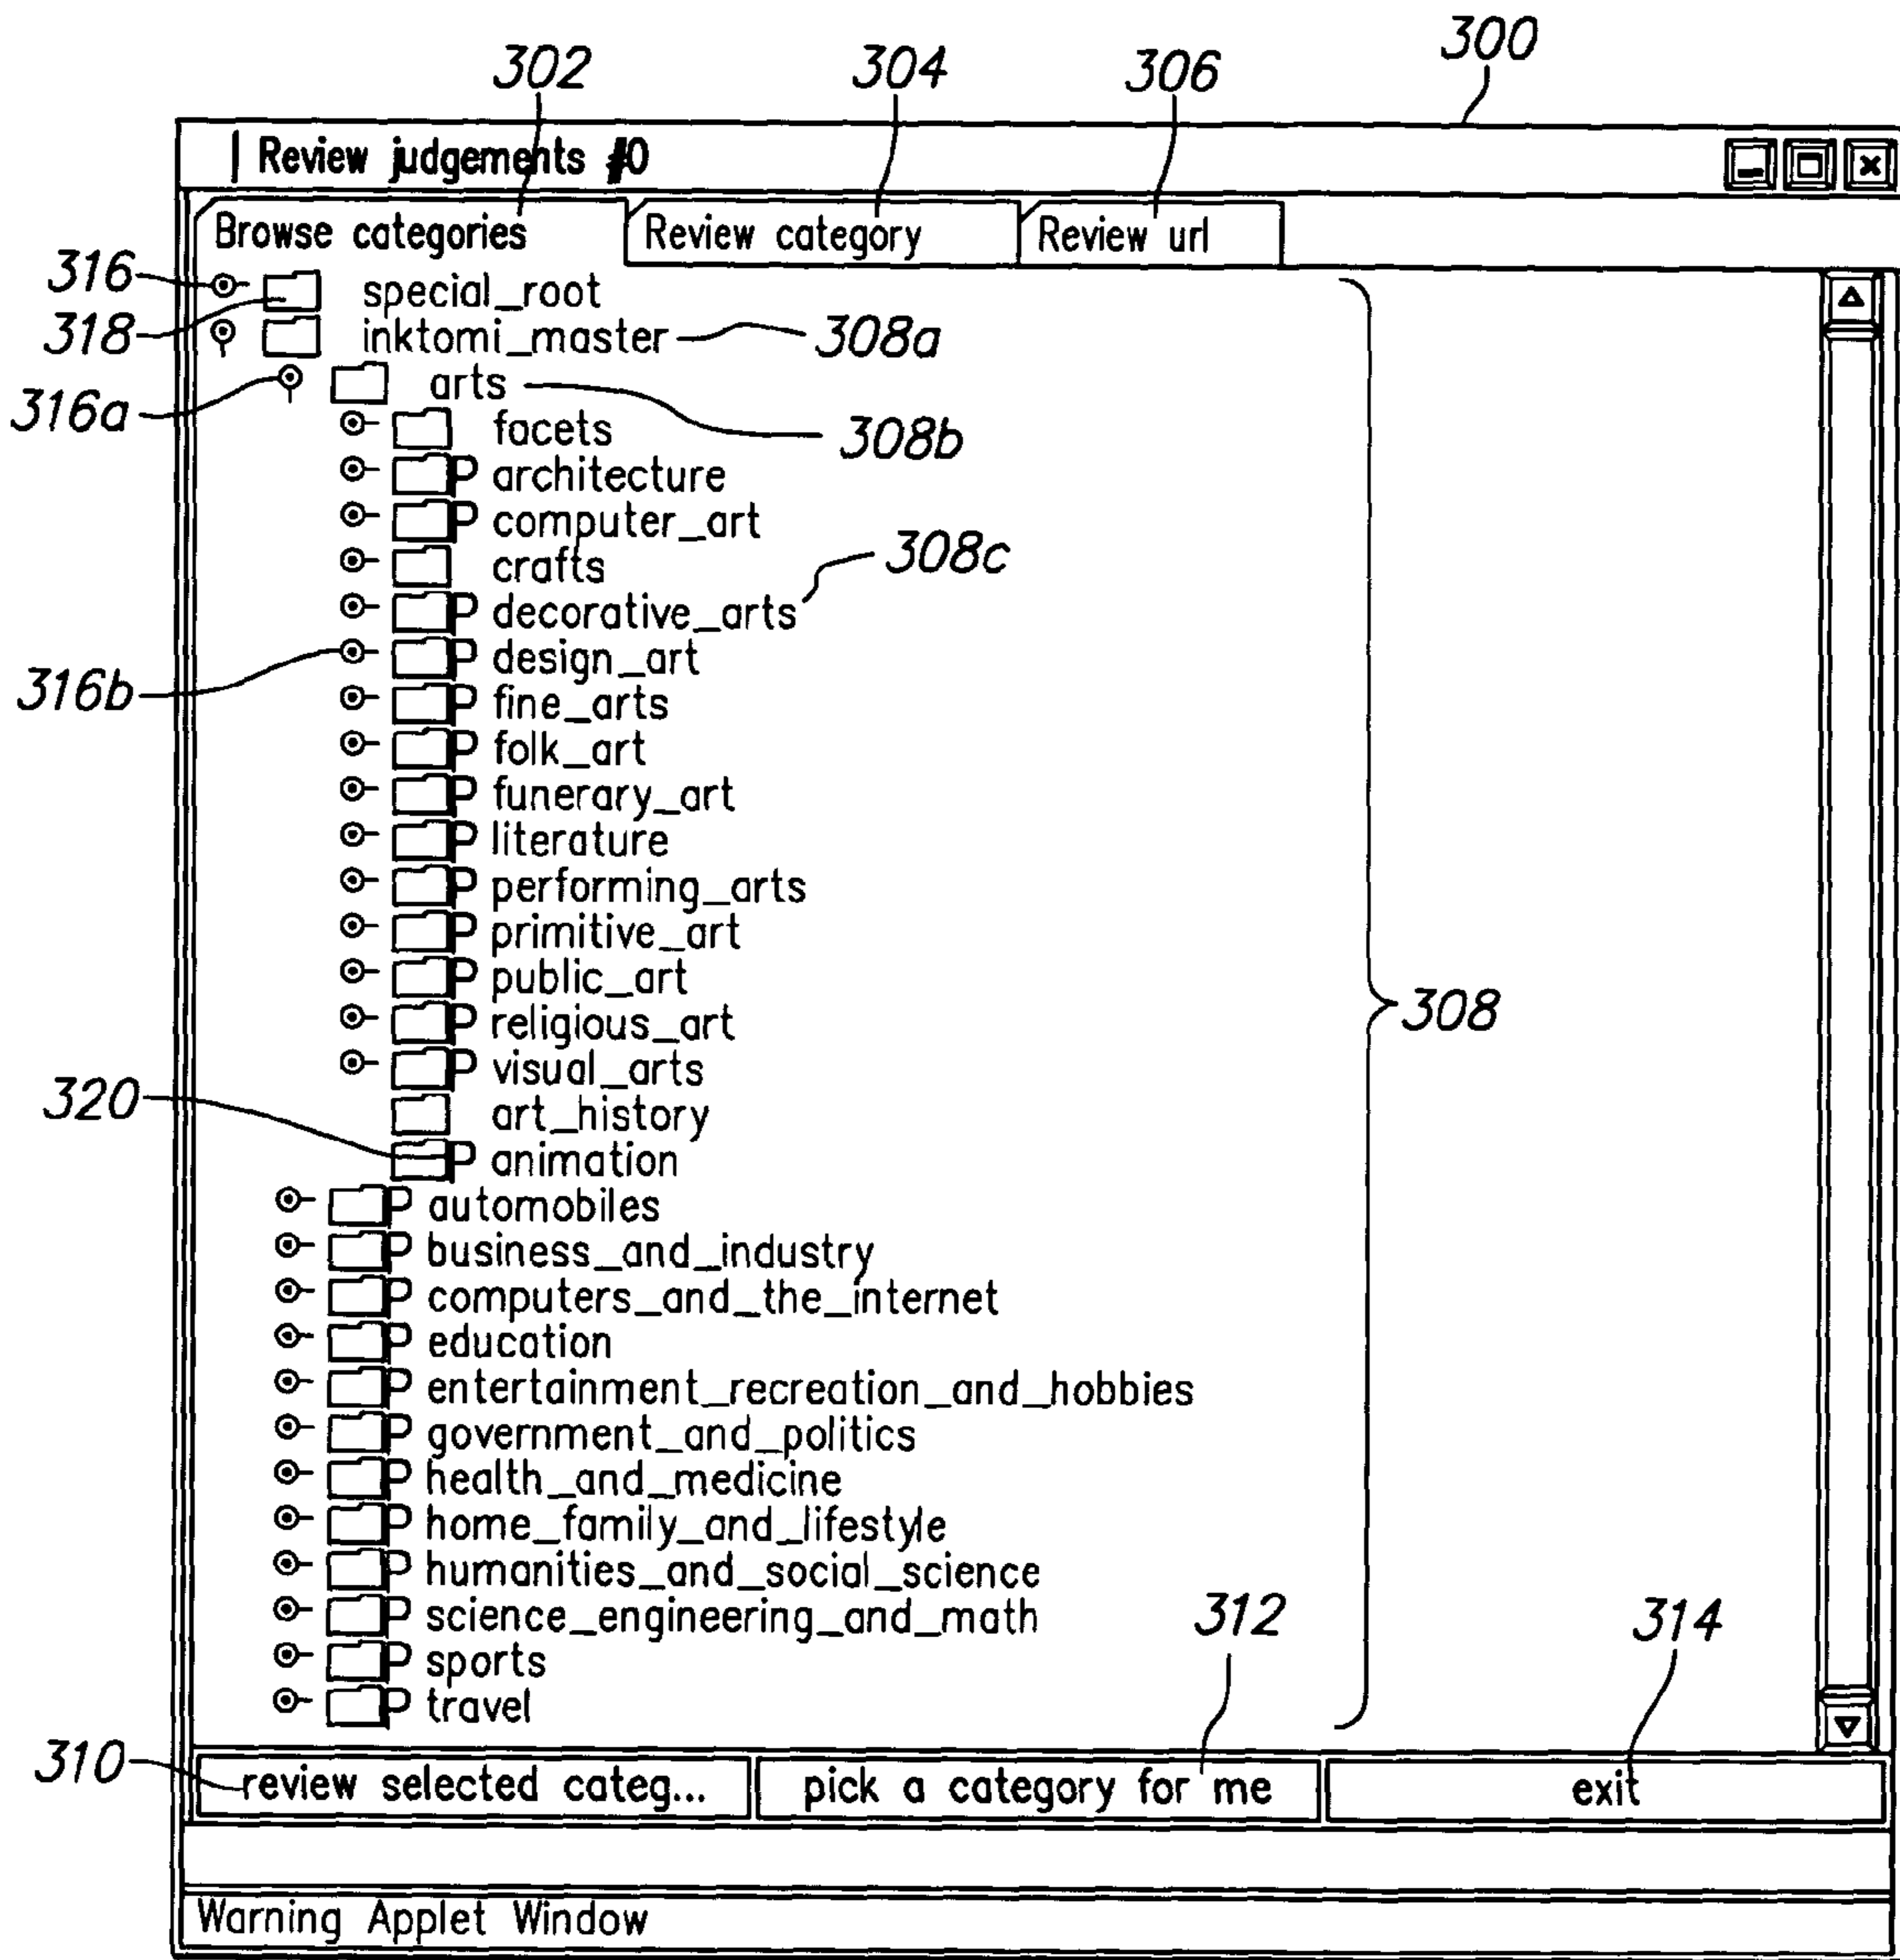 300
302 304 306
Review judgements #0
Browse categories Review category Review url
316 special_root
318 inktomi_master 308a
316a arts
facets 308b
architecture
computer_art
crafts 308c
decorative_arts
316b design_art
fine_arts
folk_art
funerary_art
literature
performing_arts
primitive_art
public_art 308
religious_art
visual_arts
320 art_history
animation
automobiles
business_and_industry
computers_and_the_internet
education
entertainment_recreation_and_hobbies
government_and_politics
health_and_medicine
home_family_and_lifestyle
humanities_and_social_science
science_engineering_and_math 312 314
sports
travel
310 review selected categ... pick a category for me exit
Warning Applet Window